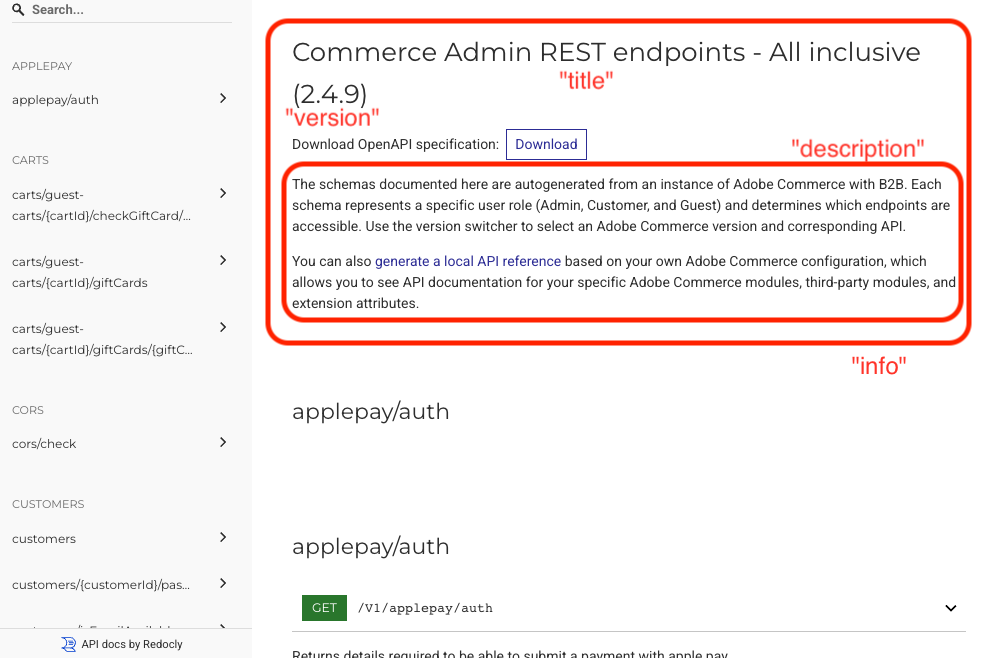 Search...
APPLEPAY
applepay/auth
CARTS
carts/guest-
carts/{cartId}/checkGiftCard/...
carts/guest-
carts/{cartId}/giftCards
carts/guest-
carts/{cartId}/giftCards/{giftC...
CORS
cors/check
CUSTOMERS
customers
customers/{customerId}/pas...
API docs by Redocly
Commerce Admin REST endpoints - All inclusive
"title"
(2.4.9)
"version"
Download OpenAPI specification: Download
"description"
The schemas documented here are autogenerated from an instance of Adobe Commerce with B2B. Each
schema represents a specific user role (Admin, Customer, and Guest) and determines which endpoints are
accessible. Use the version switcher to select an Adobe Commerce version and corresponding API.
You can also generate a local API reference based on your own Adobe Commerce configuration, which
allows you to see API documentation for your specific Adobe Commerce modules, third-party modules, and
extension attributes.
"info"
applepay/auth
applepay/auth
GET /V1/applepay/auth
Returns details required to be able to submit a payment with apple pay.